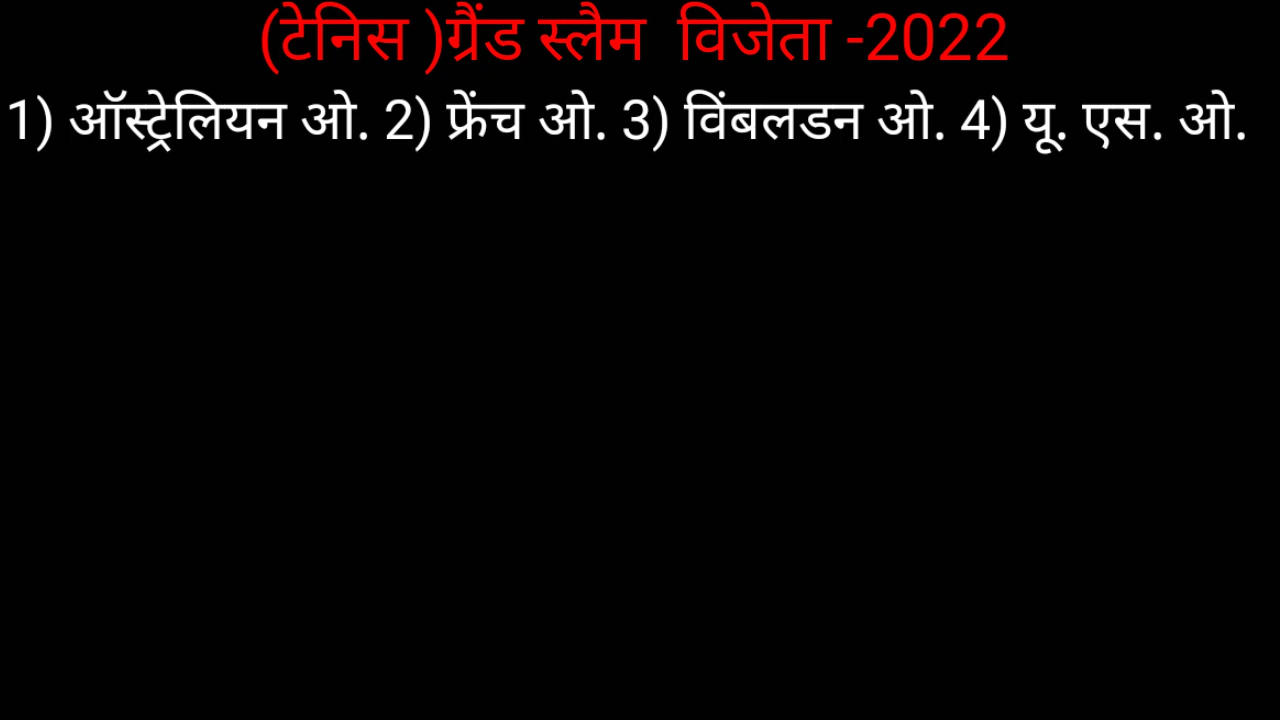 (टेनिस )ग्रैंड स्लैम  विजेता -2022
1) ऑस्ट्रेलियन ओ. 2) फ्रेंच ओ. 3) विंबलडन ओ. 4) यू. एस. ओ.